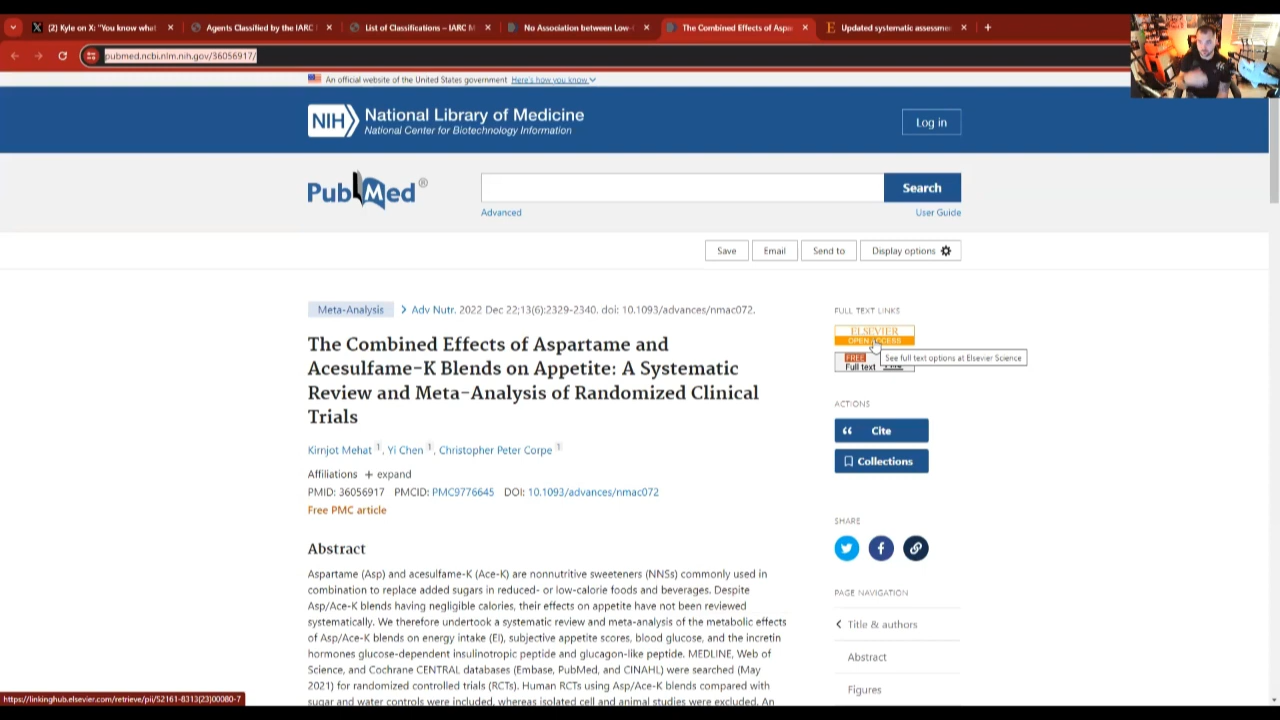 (2) Kyle on X: "You know what
Agents Classified by the IARC
List of Classifications – IARC M
No Association between Low-
The Combined Effects of Aspa
Updated systematic assessme
pubmed.ncbi.nlm.nih.gov/36056917/
An official website of the United States government Here's how you know
NIH National Library of Medicine
National Center for Biotechnology Information
Log in
PubMed®
Search
Advanced
User Guide
Save
Email
Send to
Display options
Meta-Analysis
Adv Nutr. 2022 Dec 22;13(6):2329-2340. doi: 10.1093/advances/nmac072.
The Combined Effects of Aspartame and
Acesulfame-K Blends on Appetite: A Systematic
Review and Meta-Analysis of Randomized Clinical
Trials
Kirnjot Mehat 1, Yi Chen 1, Christopher Peter Corpe 1
Affiliations + expand
PMID: 36056917 PMCID: PMC9776645 DOI: 10.1093/advances/nmac072
Free PMC article
Abstract
Aspartame (Asp) and acesulfame-K (Ace-K) are nonnutritive sweeteners (NNSs) commonly used in
combination to replace added sugars in reduced- or low-calorie foods and beverages. Despite
Asp/Ace-K blends having negligible calories, their effects on appetite have not been reviewed
systematically. We therefore undertook a systematic review and meta-analysis of the metabolic effects
of Asp/Ace-K blends on energy intake (EI), subjective appetite scores, blood glucose, and the incretin
hormones glucose-dependent insulinotropic peptide and glucagon-like peptide. MEDLINE, Web of
Science, and Cochrane CENTRAL databases (Embase, PubMed, and CINAHL) were searched (May
2021) for randomized controlled trials (RCTs). Human RCTs using Asp/Ace-K blends compared with
sugar and water controls were included, whereas isolated cell and animal studies were excluded. An
FULL TEXT LINKS
ELSEVIER
OPEN ACCESS
See full text options at Elsevier Science
FREE
Full text
ACTIONS
Cite
Collections
SHARE
PAGE NAVIGATION
Title & authors
Abstract
Figures
https://linkinghub.elsevier.com/retrieve/pii/S2161-8313(23)00080-7